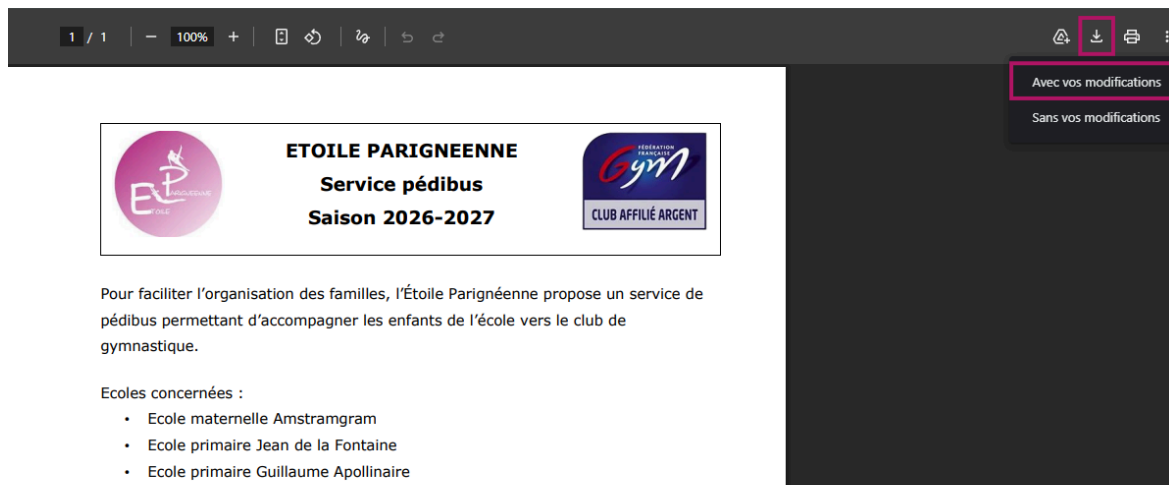 1 / 1 − 100% +
Avec vos modifications
Sans vos modifications
ETOILE PARIGNEENNE
Service pédibus
Saison 2026-2027
EP
PARIGNEENNE
ETOILE
FÉDÉRATION
FRANÇAISE
Gym
CLUB AFFILIÉ ARGENT
Pour faciliter l’organisation des familles, l’Étoile Parignéenne propose un service de
pédibus permettant d’accompagner les enfants de l’école vers le club de
gymnastique.
Ecoles concernées :
• Ecole maternelle Amstramgram
• Ecole primaire Jean de la Fontaine
• Ecole primaire Guillaume Apollinaire